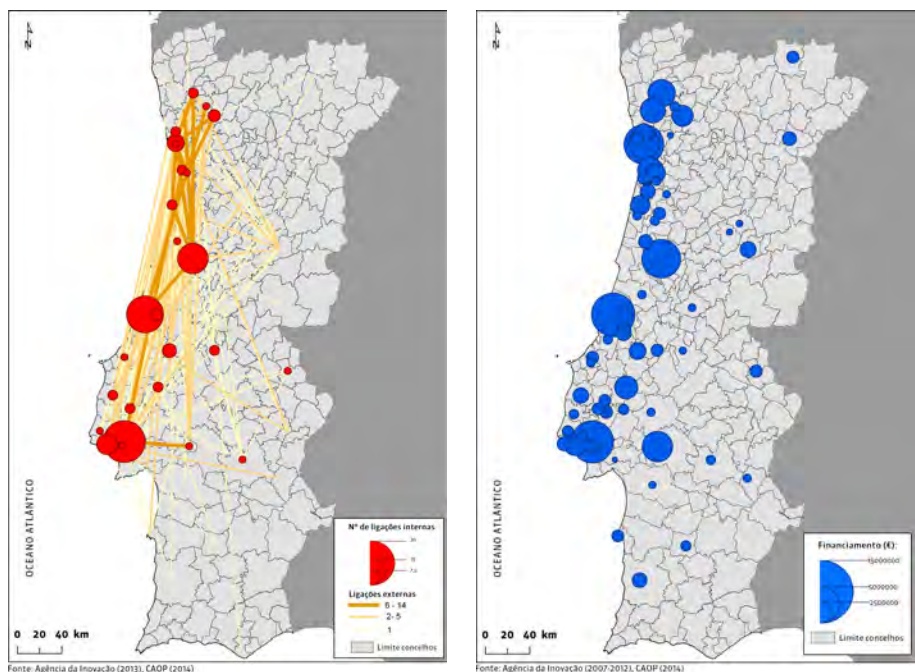 N
OCEANO ATLÂNTICO
Nº de ligações internas
Ligações externas
6 - 14
2- 5
1
Limite concelhos
0 20 40 km
Fonte: Agência da Inovação (2013), CAOP (2014)
N
OCEANO ATLÂNTICO
Financiamento (€):
15000000
5000000
2500000
Limite concelhos
0 20 40 km
Fonte: Agência da Inovação (2007-2012), CAOP (2014)